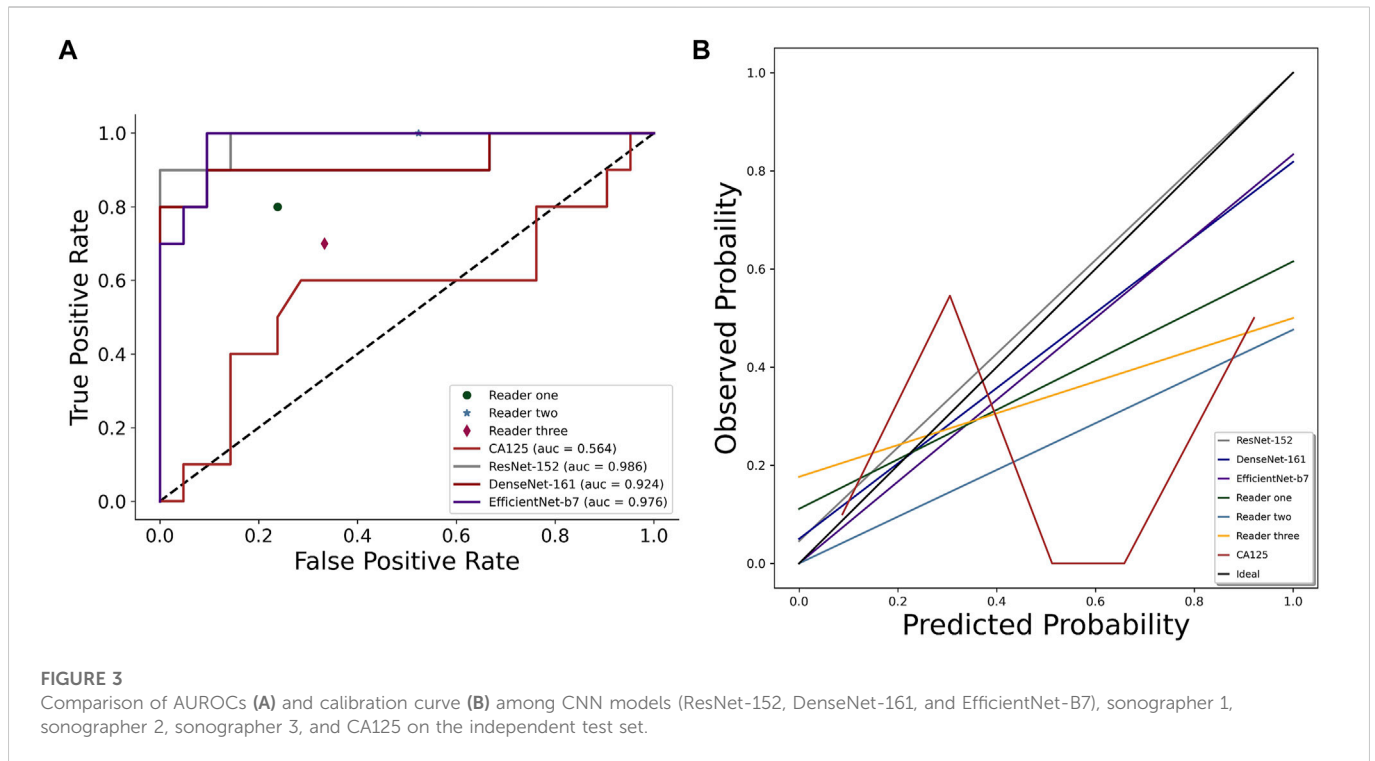 A
True Positive Rate
1.0
0.8
0.6
0.4
0.2
0.0
0.0 0.2 0.4 0.6 0.8 1.0
False Positive Rate
Reader one
Reader two
Reader three
CA125 (auc = 0.564)
ResNet-152 (auc = 0.986)
DenseNet-161 (auc = 0.924)
EfficientNet-b7 (auc = 0.976)
B
Observed Probaility
1.0
0.8
0.6
0.4
0.2
0.0
0.0 0.2 0.4 0.6 0.8 1.0
Predicted Probability
ResNet-152
DenseNet-161
EfficientNet-b7
Reader one
Reader two
Reader three
CA125
Ideal
FIGURE 3
Comparison of AUROCs (A) and calibration curve (B) among CNN models (ResNet-152, DenseNet-161, and EfficientNet-B7), sonographer 1,
sonographer 2, sonographer 3, and CA125 on the independent test set.